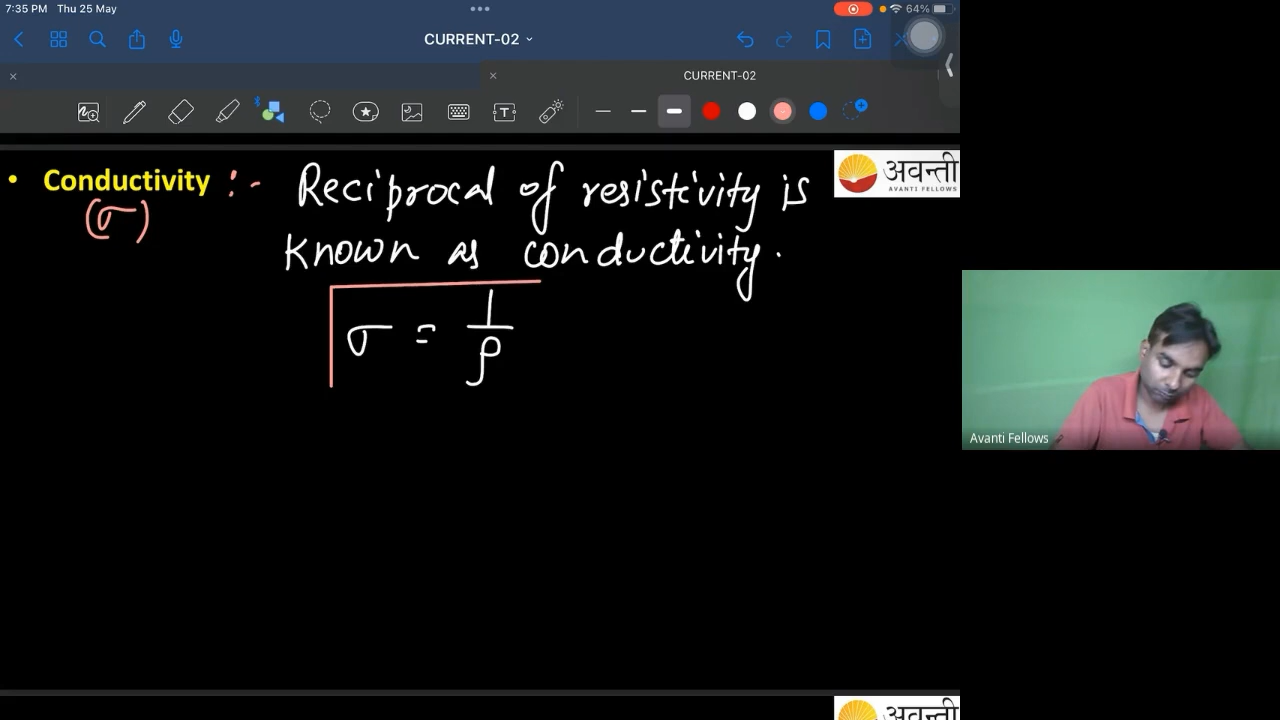 7:35 PM Thu 25 May
64%
CURRENT-02
CURRENT-02
• Conductivity :- Reciprocal of resistivity is
(σ)
known as conductivity.
σ = 1/ρ
अवन्ती
AVANTI FELLOWS
Avanti Fellows
अवन्ती